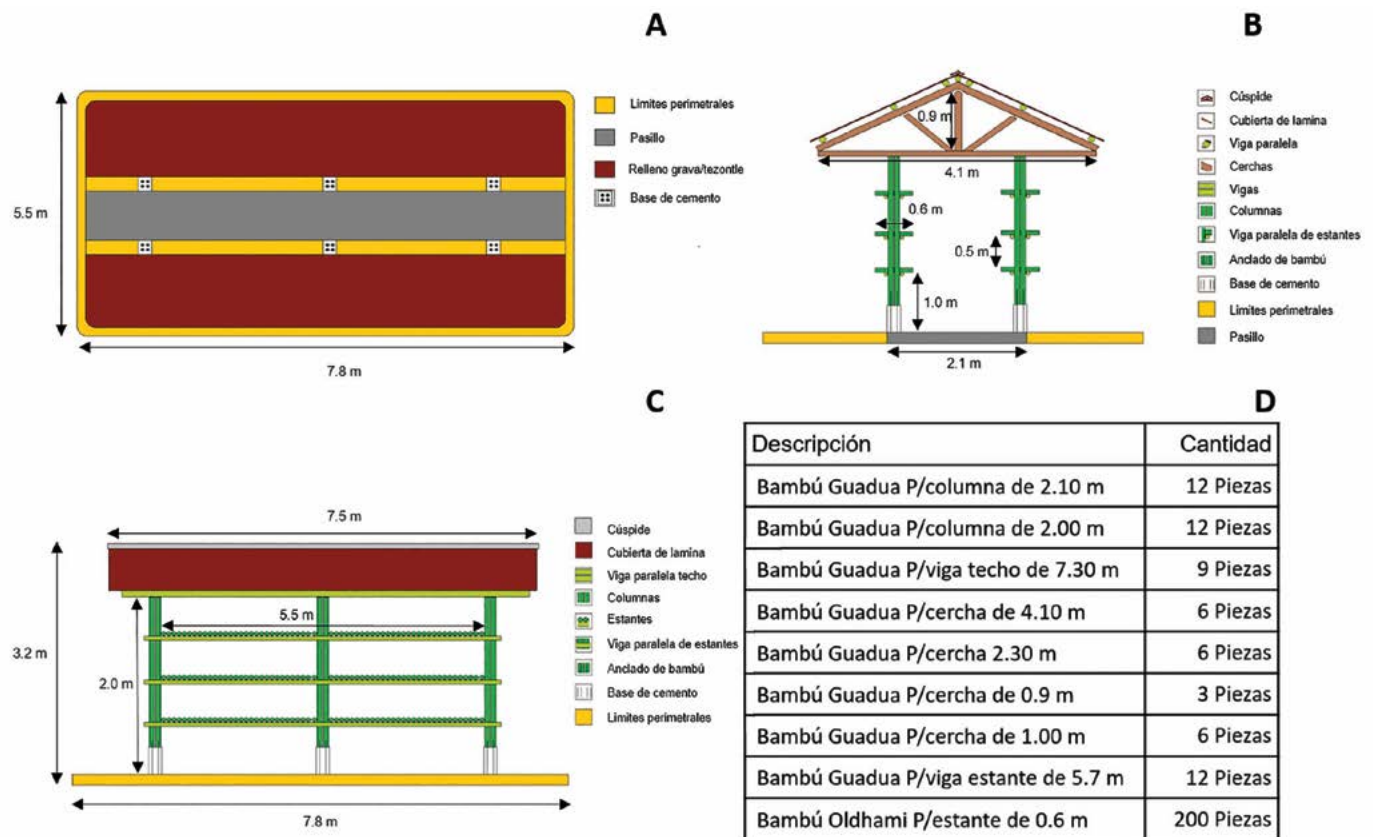 A
5.5 m
7.8 m
Limites perimetrales
Pasillo
Relleno grava/tezontle
Base de cemento
B
0.9 m
4.1 m
0.6 m
0.5 m
1.0 m
2.1 m
Cúspide
Cubierta de lamina
Viga paralela
Cerchas
Vigas
Columnas
Viga paralela de estantes
Anclado de bambú
Base de cemento
Limites perimetrales
Pasillo
C
7.5 m
5.5 m
3.2 m
2.0 m
7.8 m
Cúspide
Cubierta de lamina
Viga paralela techo
Columnas
Estantes
Viga paralela de estantes
Anclado de bambú
Base de cemento
Limites perimetrales
D
Descripción Cantidad
Bambú Guadua P/columna de 2.10 m 12 Piezas
Bambú Guadua P/columna de 2.00 m 12 Piezas
Bambú Guadua P/viga techo de 7.30 m 9 Piezas
Bambú Guadua P/cercha de 4.10 m 6 Piezas
Bambú Guadua P/cercha 2.30 m 6 Piezas
Bambú Guadua P/cercha de 0.9 m 3 Piezas
Bambú Guadua P/cercha de 1.00 m 6 Piezas
Bambú Guadua P/viga estante de 5.7 m 12 Piezas
Bambú Oldhami P/estante de 0.6 m 200 Piezas